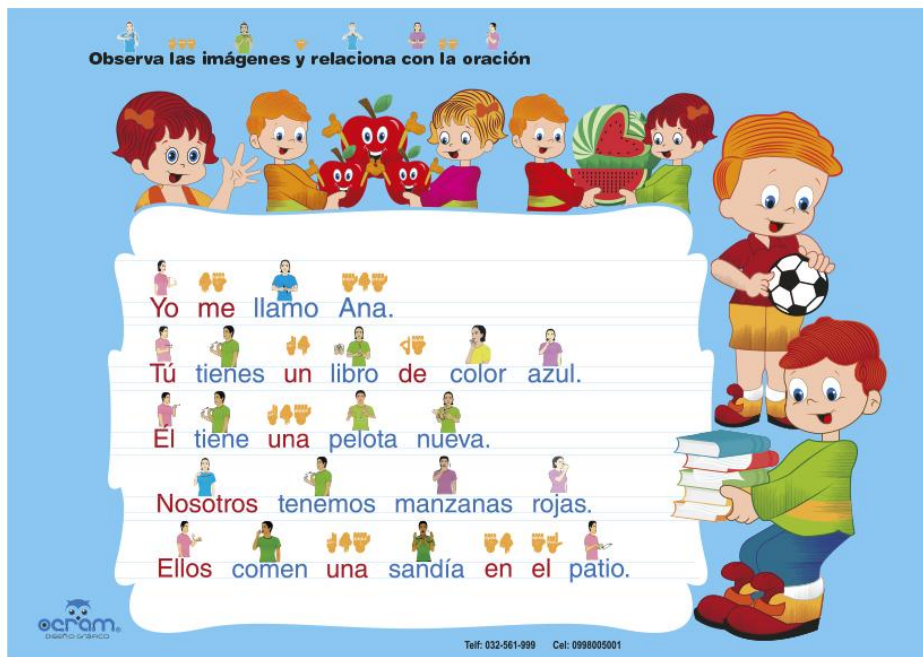 Observa las imágenes y relaciona con la oración
Yo me llamo Ana.
Tú tienes un libro de color azul.
El tiene una pelota nueva.
Nosotros tenemos manzanas rojas.
Ellos comen una sandía en el patio.
ocram®
DISEÑO GRÁFICO
Telf: 032-561-999 Cel: 0998005001